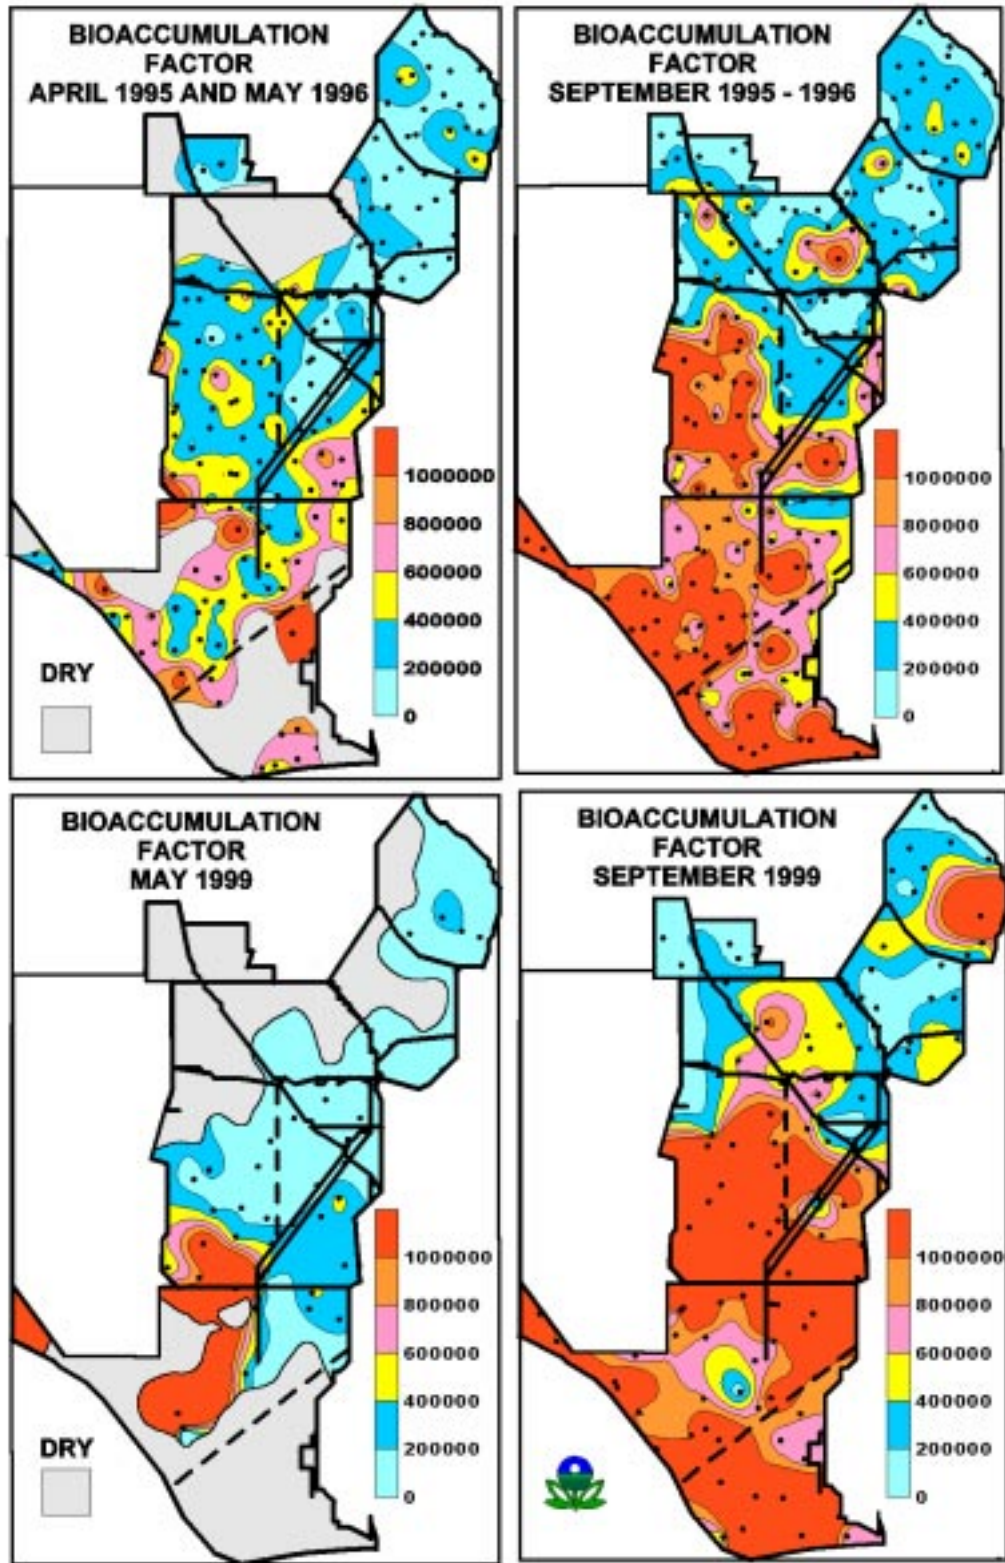 BIOACCUMULATION
FACTOR
APRIL 1995 AND MAY 1996
1000000
800000
600000
400000
200000
0
DRY
BIOACCUMULATION
FACTOR
SEPTEMBER 1995 - 1996
1000000
800000
600000
400000
200000
0
BIOACCUMULATION
FACTOR
MAY 1999
1000000
800000
600000
400000
200000
0
DRY
BIOACCUMULATION
FACTOR
SEPTEMBER 1999
1000000
800000
600000
400000
200000
0